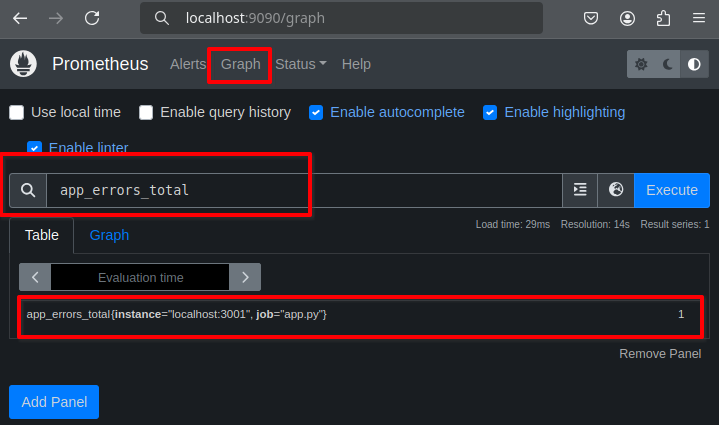 localhost:9090/graph
Prometheus Alerts Graph Status Help
Use local time Enable query history Enable autocomplete Enable highlighting
Enable linter
app_errors_total Execute
Load time: 29ms Resolution: 14s Result series: 1
Table Graph
Evaluation time
app_errors_total{instance="localhost:3001", job="app.py"} 1
Remove Panel
Add Panel